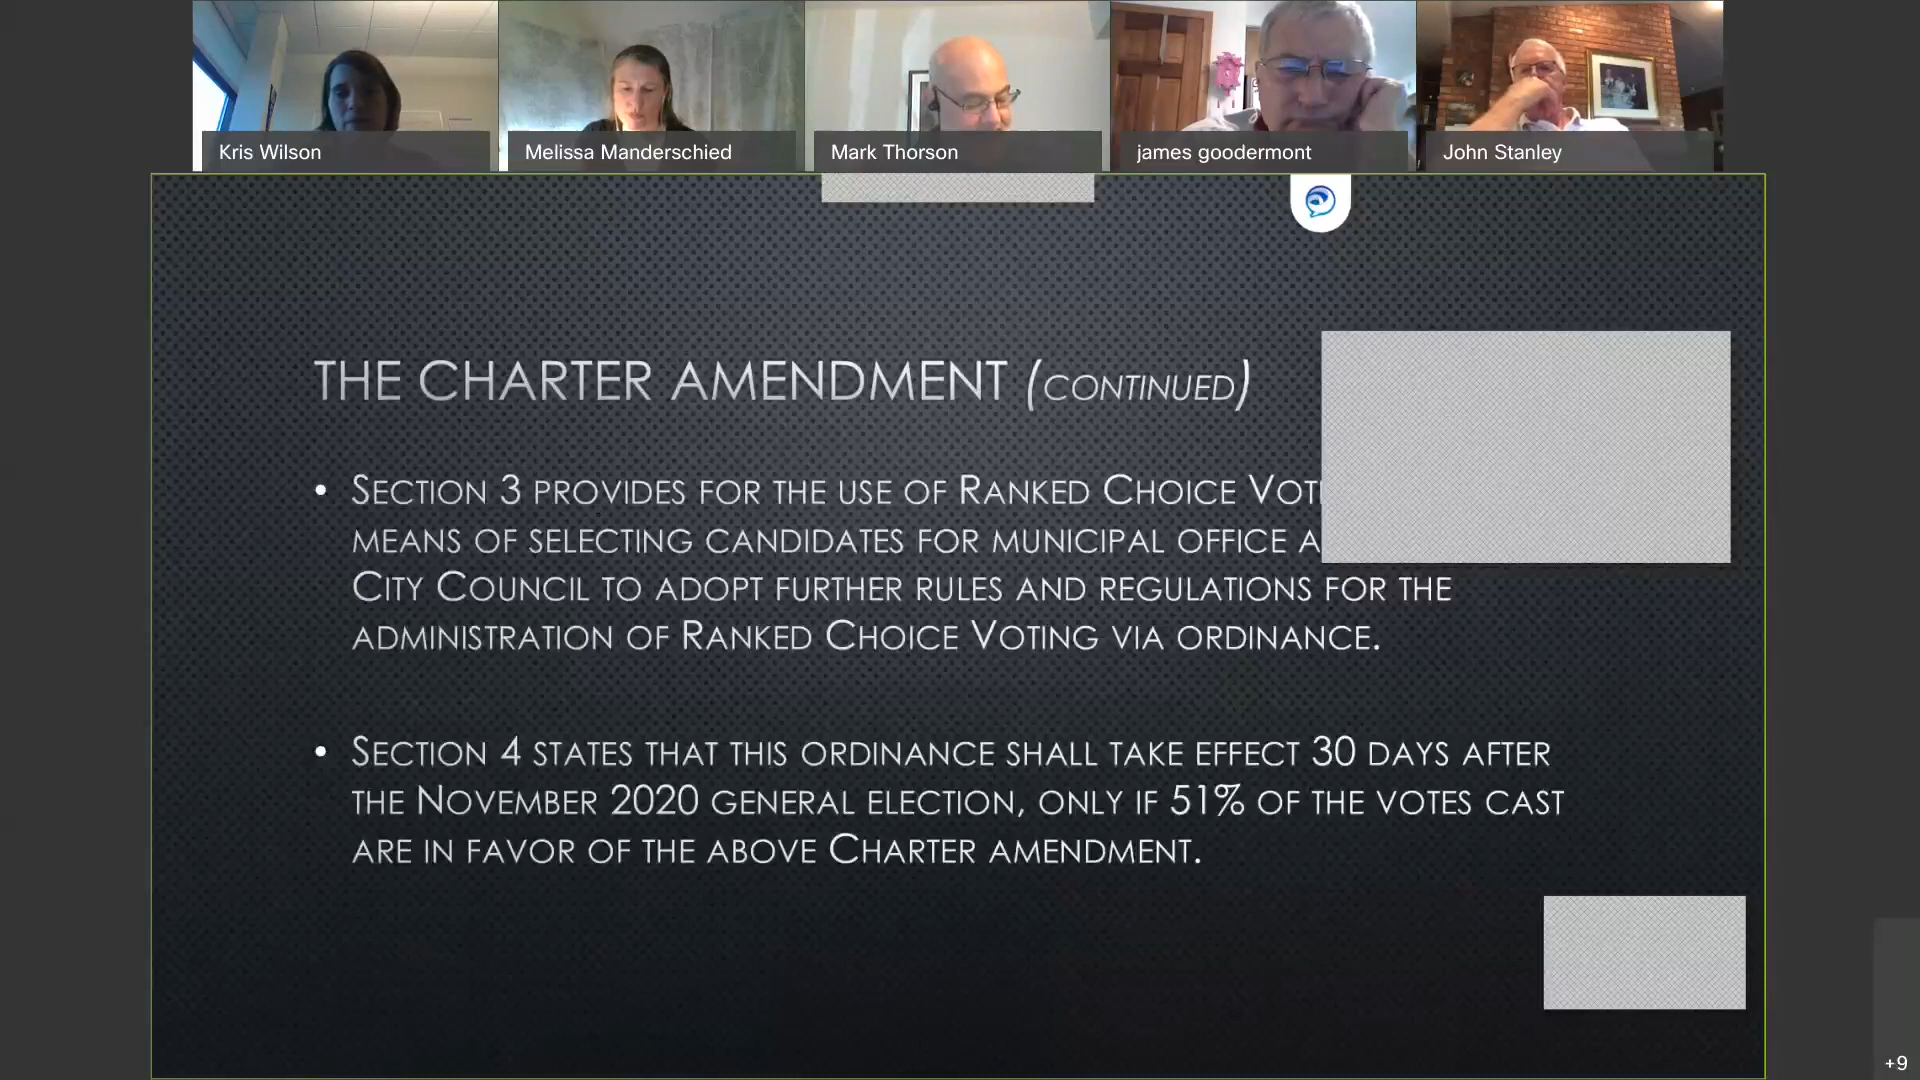 Kris Wilson
Melissa Manderschied
Mark Thorson
james goodermont
John Stanley
THE CHARTER AMENDMENT (CONTINUED)
• SECTION 3 PROVIDES FOR THE USE OF RANKED CHOICE
MEANS OF SELECTING CANDIDATES FOR MUNICIPAL OFFICE
CITY COUNCIL TO ADOPT FURTHER RULES AND REGULATIONS FOR THE
ADMINISTRATION OF RANKED CHOICE VOTING VIA ORDINANCE.
• SECTION 4 STATES THAT THIS ORDINANCE SHALL TAKE EFFECT 30 DAYS AFTER
THE NOVEMBER 2020 GENERAL ELECTION, ONLY IF 51% OF THE VOTES CAST
ARE IN FAVOR OF THE ABOVE CHARTER AMENDMENT.
+9